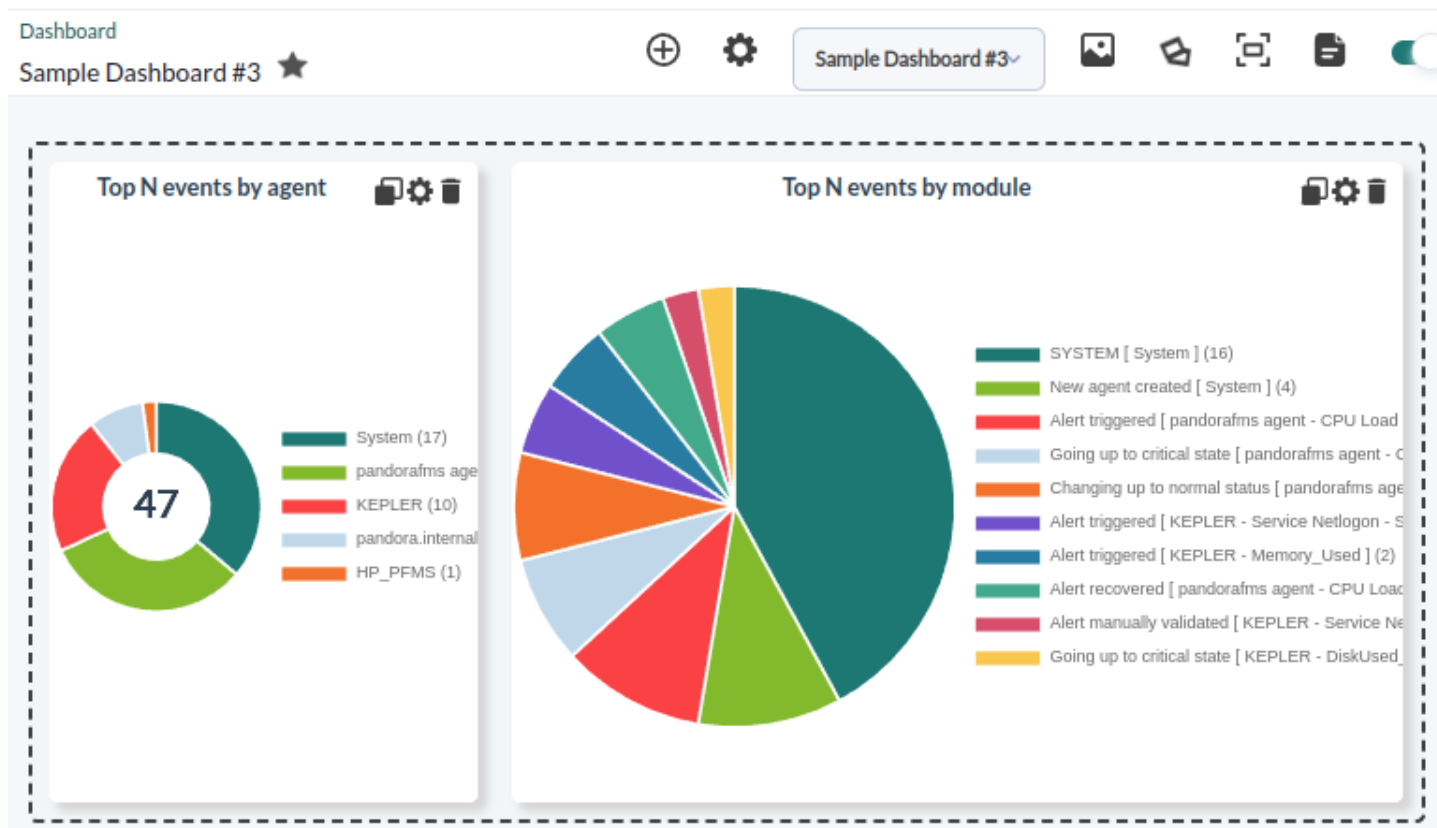 Dashboard
Sample Dashboard #3
Sample Dashboard #3
Top N events by agent
47
System (17)
pandorafms age
KEPLER (10)
pandora.internal
HP_PFMS (1)
Top N events by module
SYSTEM [ System ] (16)
New agent created [ System ] (4)
Alert triggered [ pandorafms agent - CPU Load
Going up to critical state [ pandorafms agent - C
Changing up to normal status [ pandorafms age
Alert triggered [ KEPLER - Service Netlogon - S
Alert triggered [ KEPLER - Memory_Used ] (2)
Alert recovered [ pandorafms agent - CPU Load
Alert manually validated [ KEPLER - Service Ne
Going up to critical state [ KEPLER - DiskUsed_